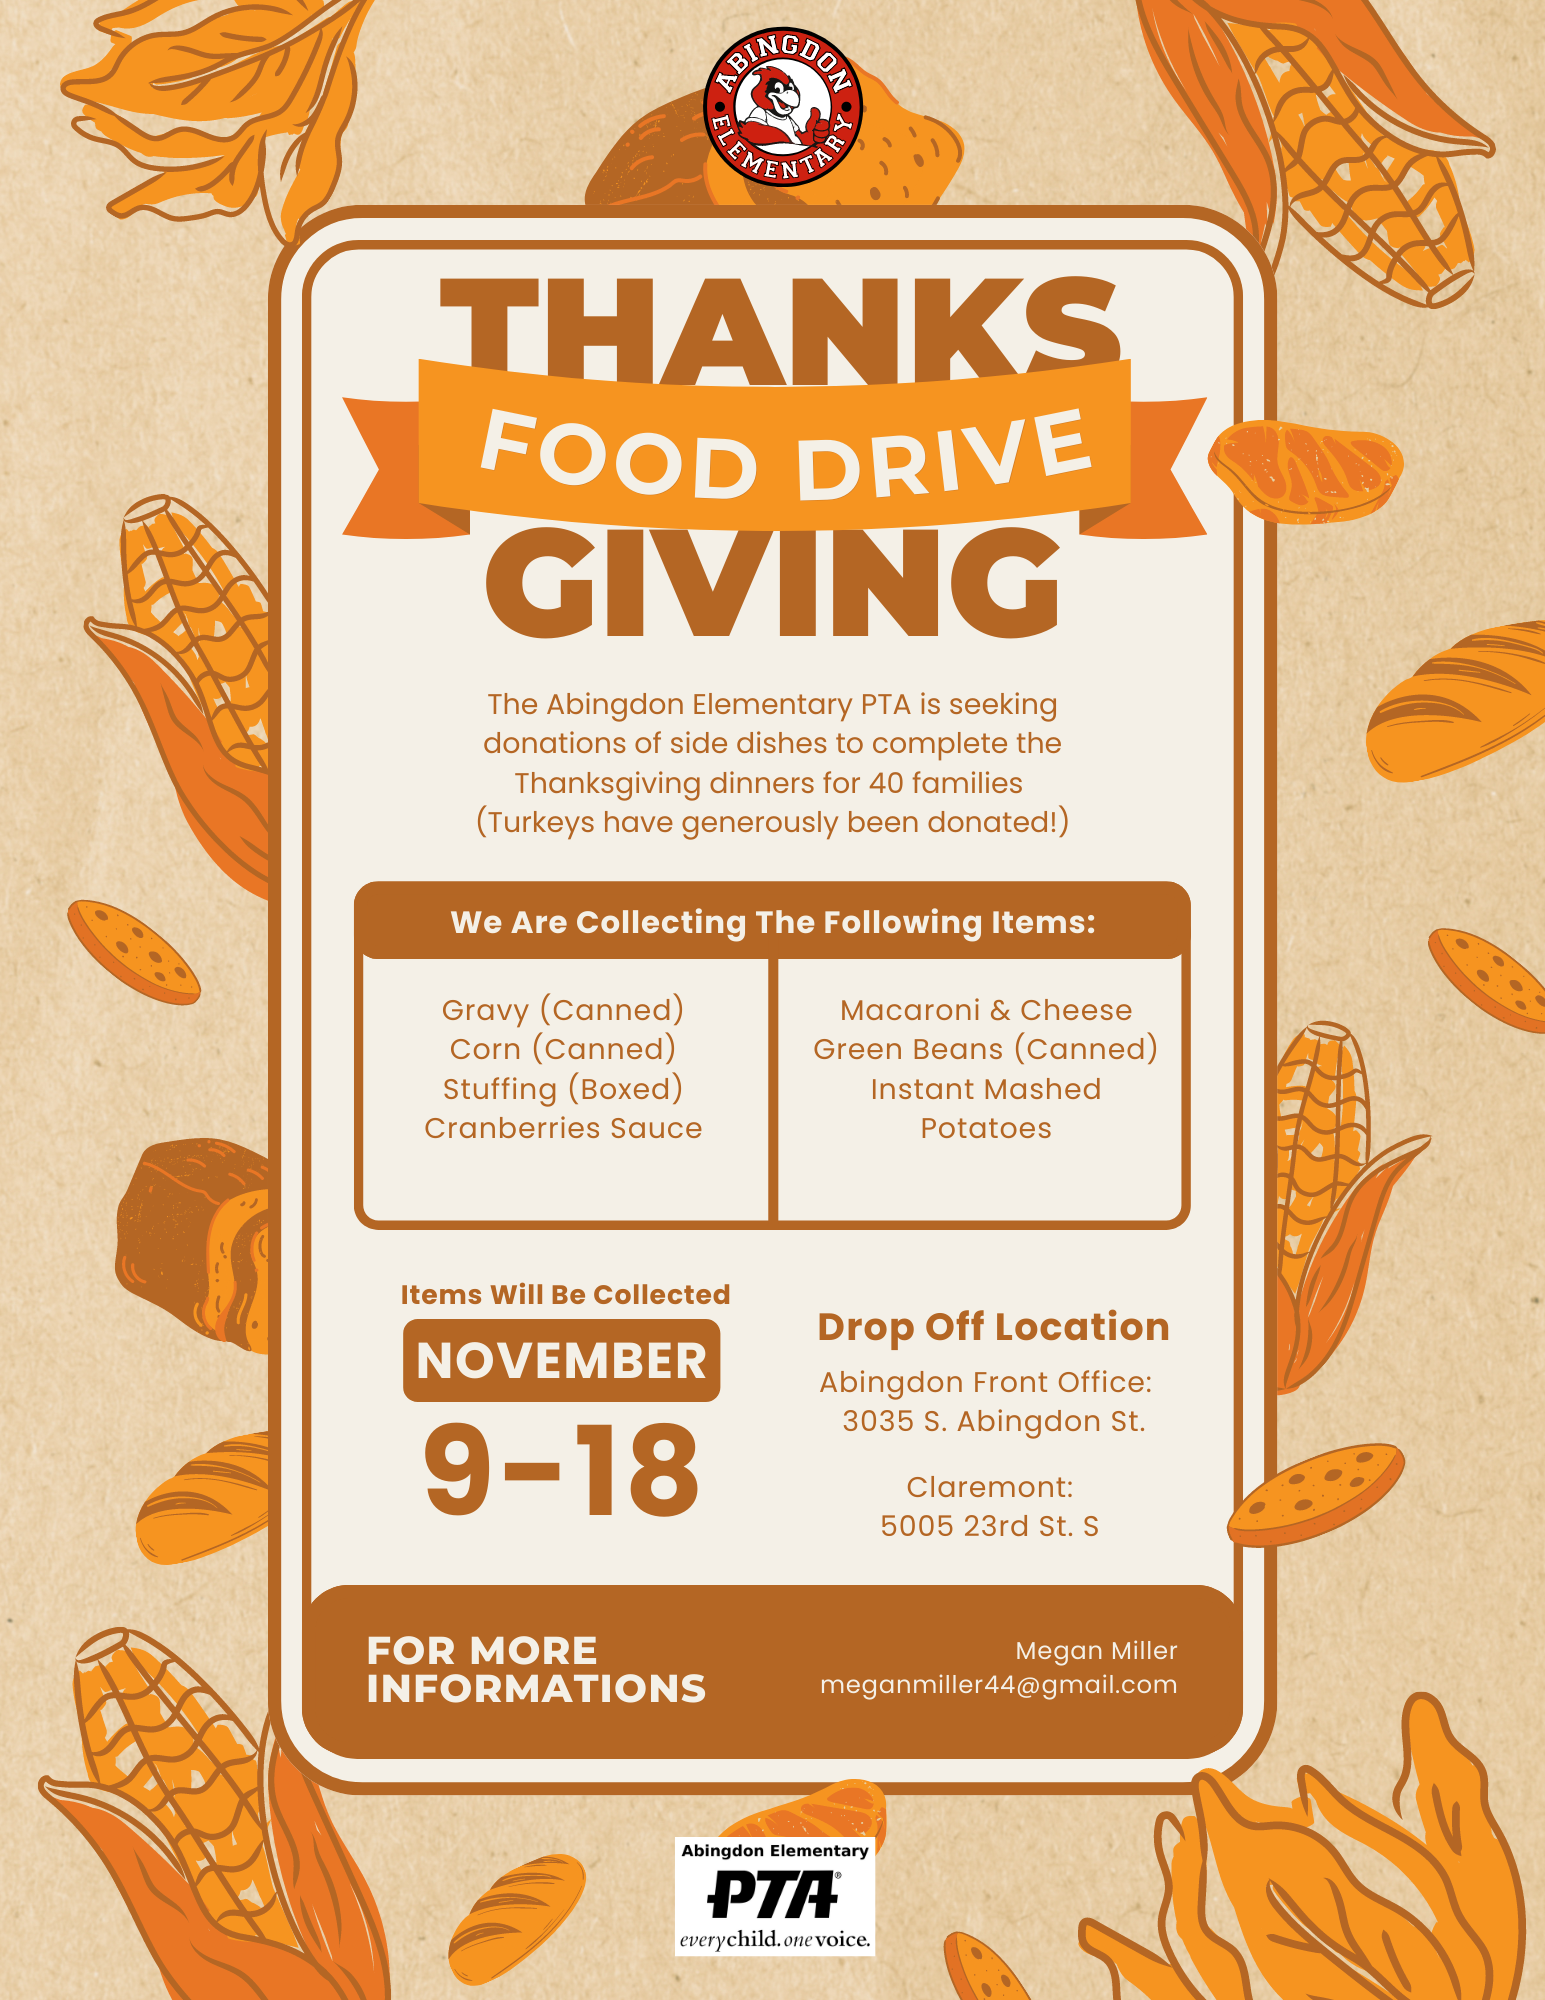 ABINGDON
ELEMENTARY
THANKS
FOOD DRIVE
GIVING
The Abingdon Elementary PTA is seeking
donations of side dishes to complete the
Thanksgiving dinners for 40 families
(Turkeys have generously been donated!)
We Are Collecting The Following Items:
Gravy (Canned)
Corn (Canned)
Stuffing (Boxed)
Cranberries Sauce
Macaroni & Cheese
Green Beans (Canned)
Instant Mashed
Potatoes
Items Will Be Collected
NOVEMBER
9-18
Drop Off Location
Abingdon Front Office:
3035 S. Abingdon St.
Claremont:
5005 23rd St. S
FOR MORE
INFORMATIONS
Megan Miller
meganmiller44@gmail.com
Abingdon Elementary
PTA®
everychild.onevoice.